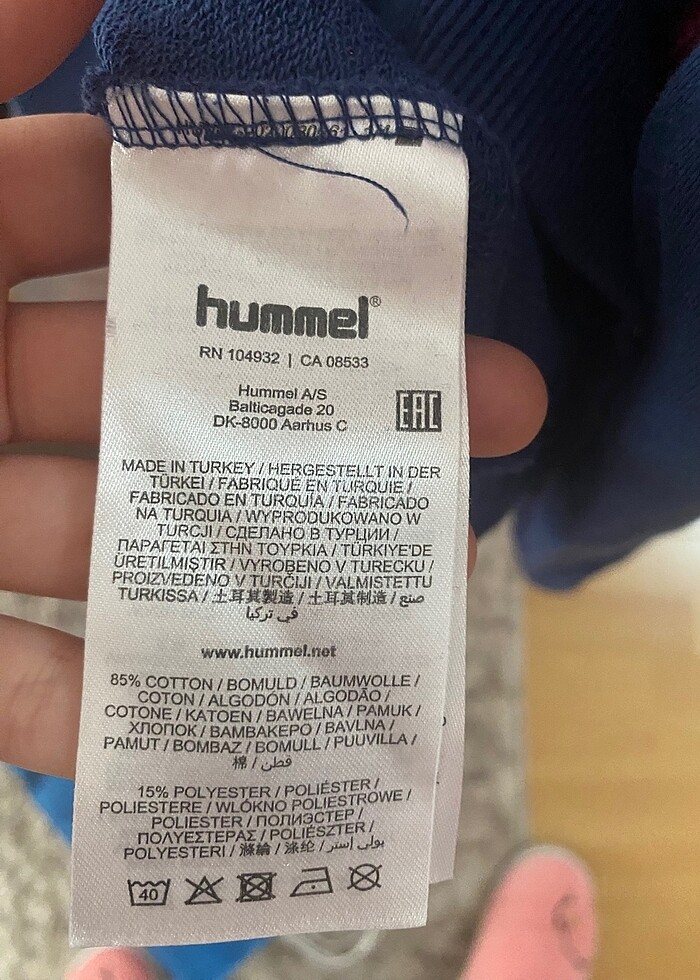 hummel®
RN 104932 | CA 08533
Hummel A/S
Balticagade 20
DK-8000 Aarhus C
EAC
MADE IN TURKEY / HERGESTELLT IN DER
TÜRKEI / FABRIQUÉ EN TURQUIE /
FABRICADO EN TURQUÍA / FABRICADO
NA TURQUIA / WYPRODUKOWANO W
TURCJI / СДЕЛАНО В ТУРЦИИ /
ΠΑΡΑΓΕΤΑΙ ΣΤΗΝ ΤΟΥΡΚΙΑ / TÜRKIYE'DE
ÜRETILMIŞTIR / VYROBENO V TURECKU /
PROIZVEDENO V TURČIJI / VALMISTETTU
TURKISSA / 土耳其製造 / 土耳其制造 / صنع
في تركيا
www.hummel.net
85% COTTON / BOMULD / BAUMWOLLE /
COTON / ALGODÓN / ALGODÃO /
COTONE / KATOEN / BAWELNA / PAMUK /
ХЛОПОК / ΒΑΜΒΑΚΕΡΟ / BAVLNA /
PAMUT / BOMBAZ / BOMULL / PUUVILLA /
棉 / قطن
15% POLYESTER / POLIÉSTER /
POLIESTERE / WLÓKNO POLIESTROWE /
POLIESTER / ПОЛИЭСТЕР /
ΠΟΛΥΕΣΤΕΡΑΣ / POLIÉSZTER /
POLYESTERI / 滌綸 / 涤纶 / بولي استر
40